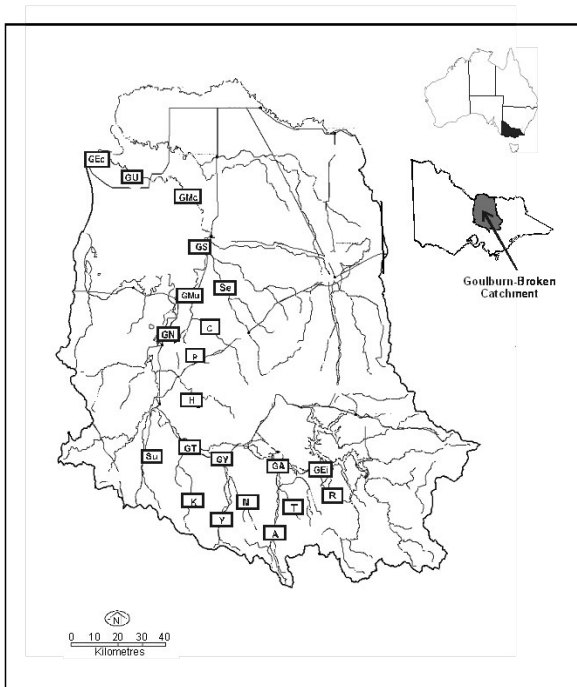 GEc
GU
GMc
GS
Se
GMu
C
GN
P
H
GT
Su
GY
GA
GEi
R
K
M
T
Y
A
Goulburn-Broken
Catchment
N
0 10 20 30 40
Kilometres